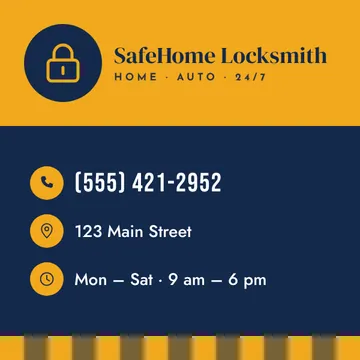 SafeHome Locksmith
HOME · AUTO · 24/7
(555) 421-2952
123 Main Street
Mon – Sat · 9 am – 6 pm